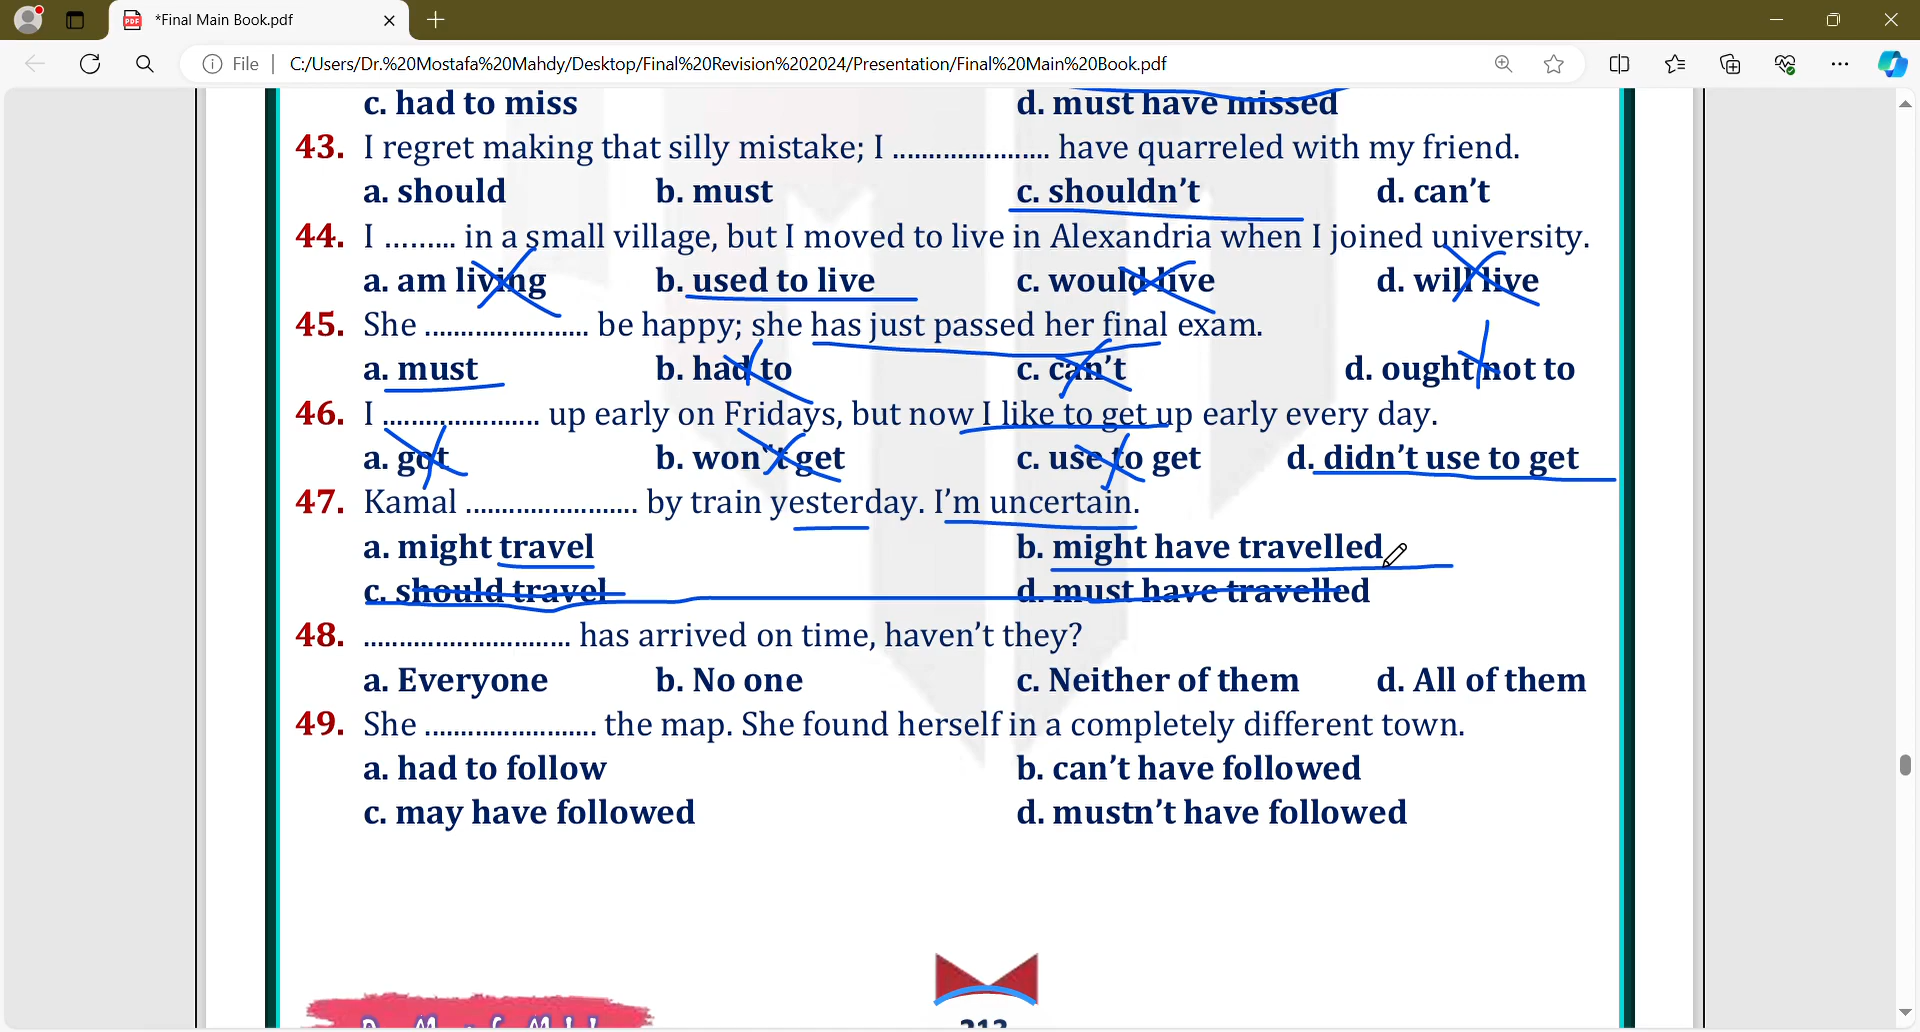 *Final Main Book.pdf
File C:/Users/Dr.%20Mostafa%20Mahdy/Desktop/Final%20Revision%202024/Presentation/Final%20Main%20Book.pdf
c. had to miss d. must have missed
43. I regret making that silly mistake; I ...................... have quarreled with my friend.
a. should b. must c. shouldn't d. can't
44. I ......... in a small village, but I moved to live in Alexandria when I joined university.
a. am living b. used to live c. would live d. will live
45. She ....................... be happy; she has just passed her final exam.
a. must b. had to c. can't d. ought not to
46. I ...................... up early on Fridays, but now I like to get up early every day.
a. got b. won't get c. use to get d. didn't use to get
47. Kamal ........................ by train yesterday. I'm uncertain.
a. might travel b. might have travelled
c. should travel d. must have travelled
48. ............................. has arrived on time, haven't they?
a. Everyone b. No one c. Neither of them d. All of them
49. She ........................ the map. She found herself in a completely different town.
a. had to follow b. can't have followed
c. may have followed d. mustn't have followed